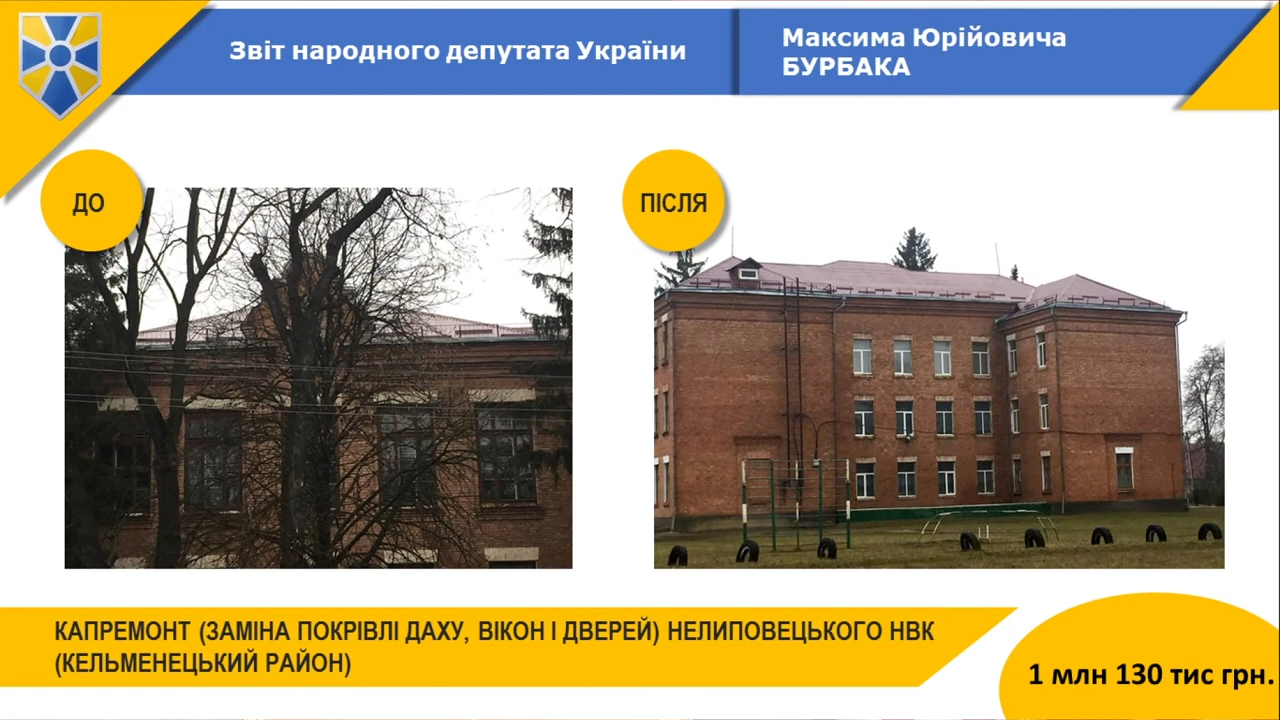 Звіт народного депутата України
Максима Юрійовича
БУРБАКА
ДО
ПІСЛЯ
КАПРЕМОНТ (ЗАМІНА ПОКРІВЛІ ДАХУ, ВІКОН І ДВЕРЕЙ) НЕЛИПОВЕЦЬКОГО НВК
(КЕЛЬМЕНЕЦЬКИЙ РАЙОН)
1 млн 130 тис грн.